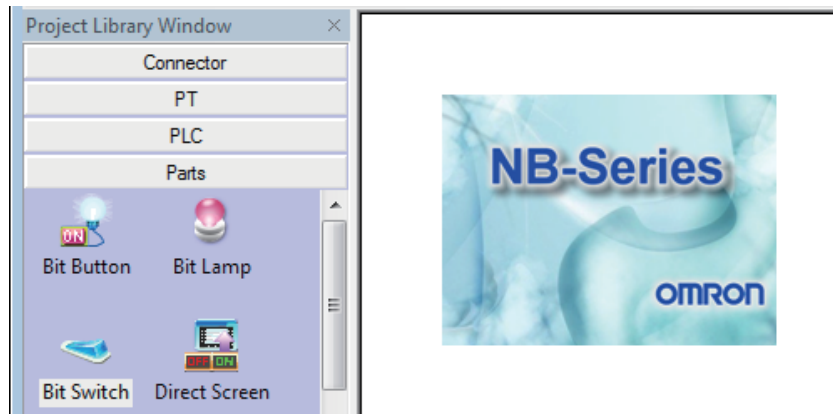 Project Library Window
Connector
PT
PLC
Parts
ON
Bit Button
Bit Lamp
OFF ON
Bit Switch
Direct Screen
NB-Series
OMRON